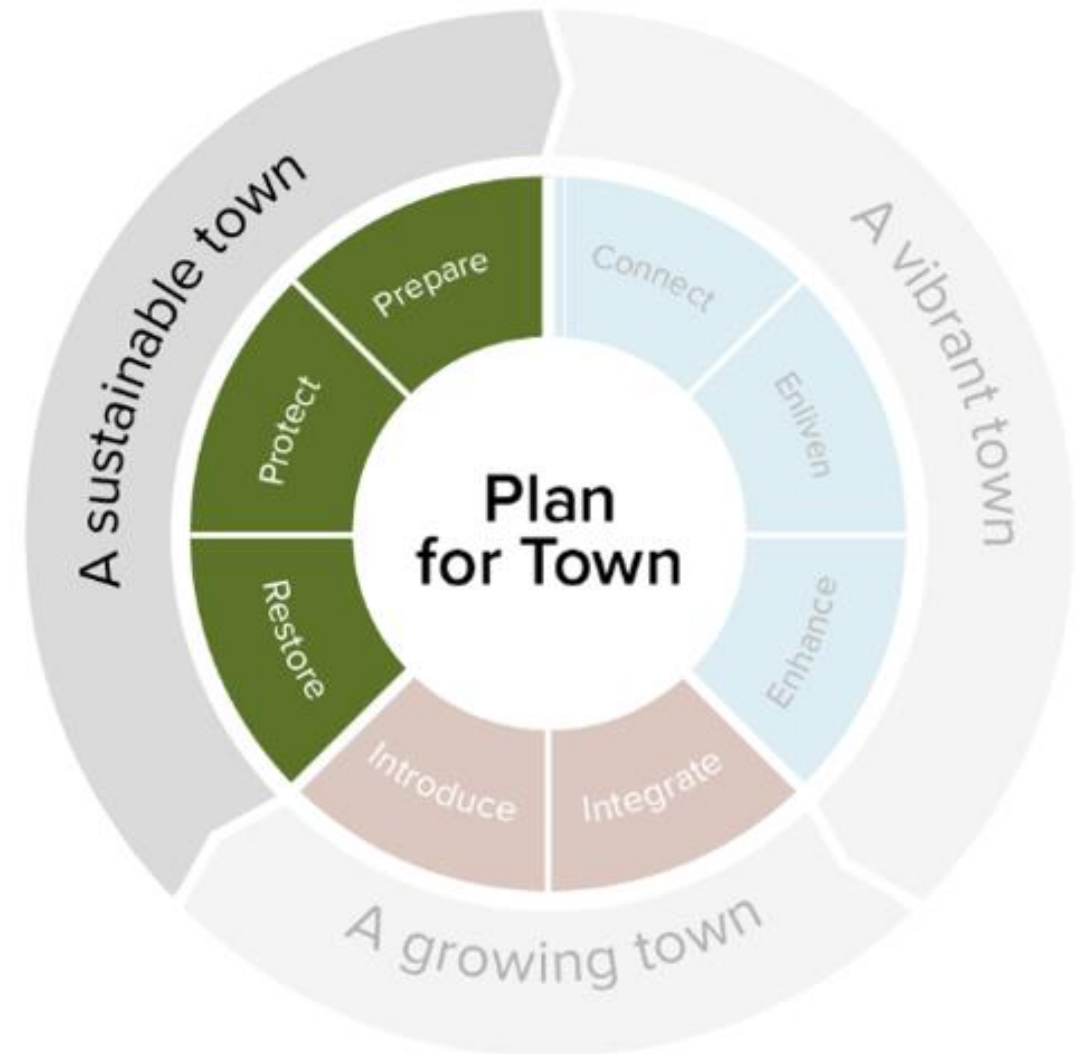 A sustainable town
A vibrant town
A growing town
Prepare
Protect
Restore
Connect
Enliven
Enhance
Introduce
Integrate
Plan
for Town